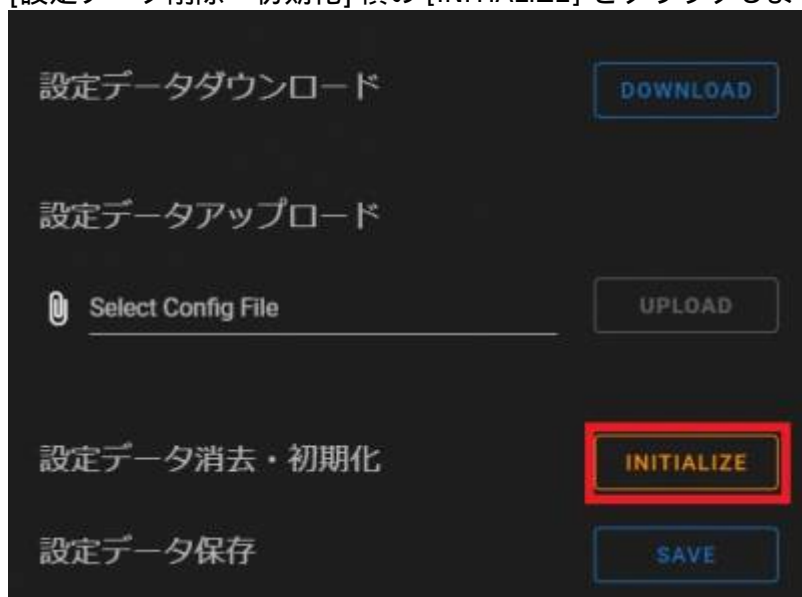 設定データダウンロード DOWNLOAD
設定データアップロード
Select Config File UPLOAD
設定データ消去・初期化 INITIALIZE
設定データ保存 SAVE